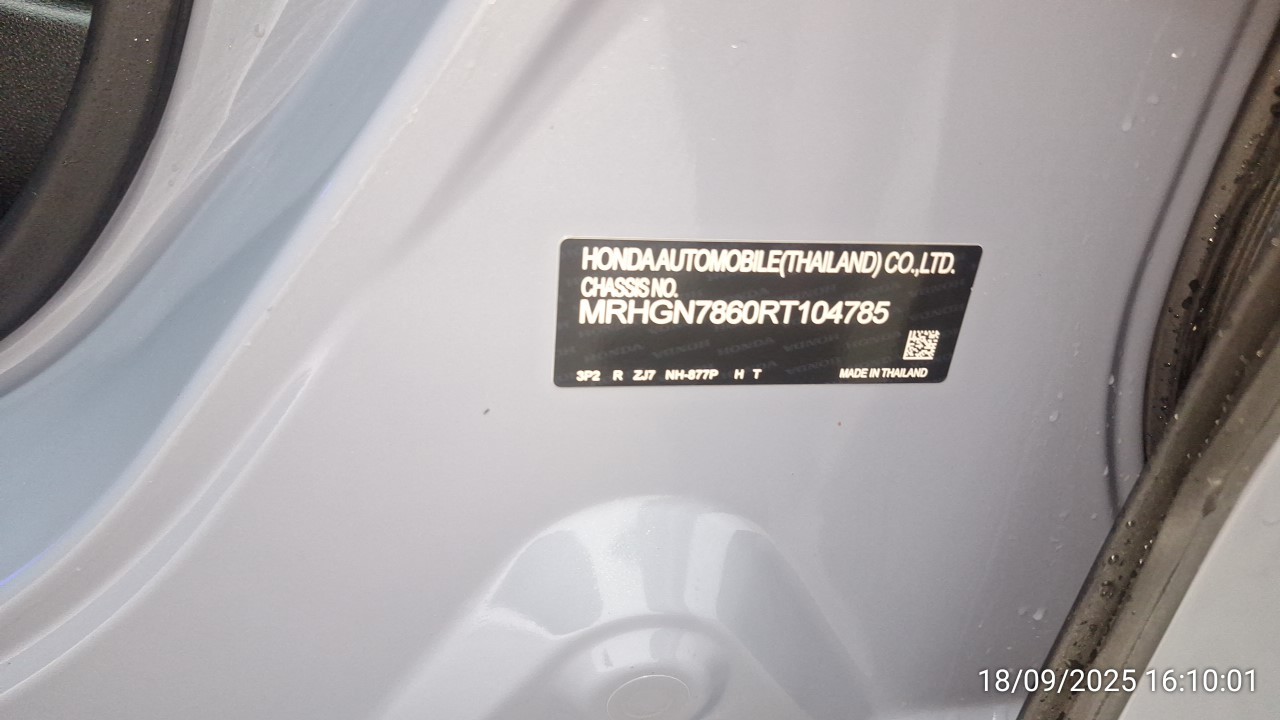 HONDA AUTOMOBILE(THAILAND) CO.,LTD.
CHASSIS NO.
MRHGN7860RT104785
3P2 R ZJ7 NH-877P H T MADE IN THAILAND
18/09/2025 16:10:01